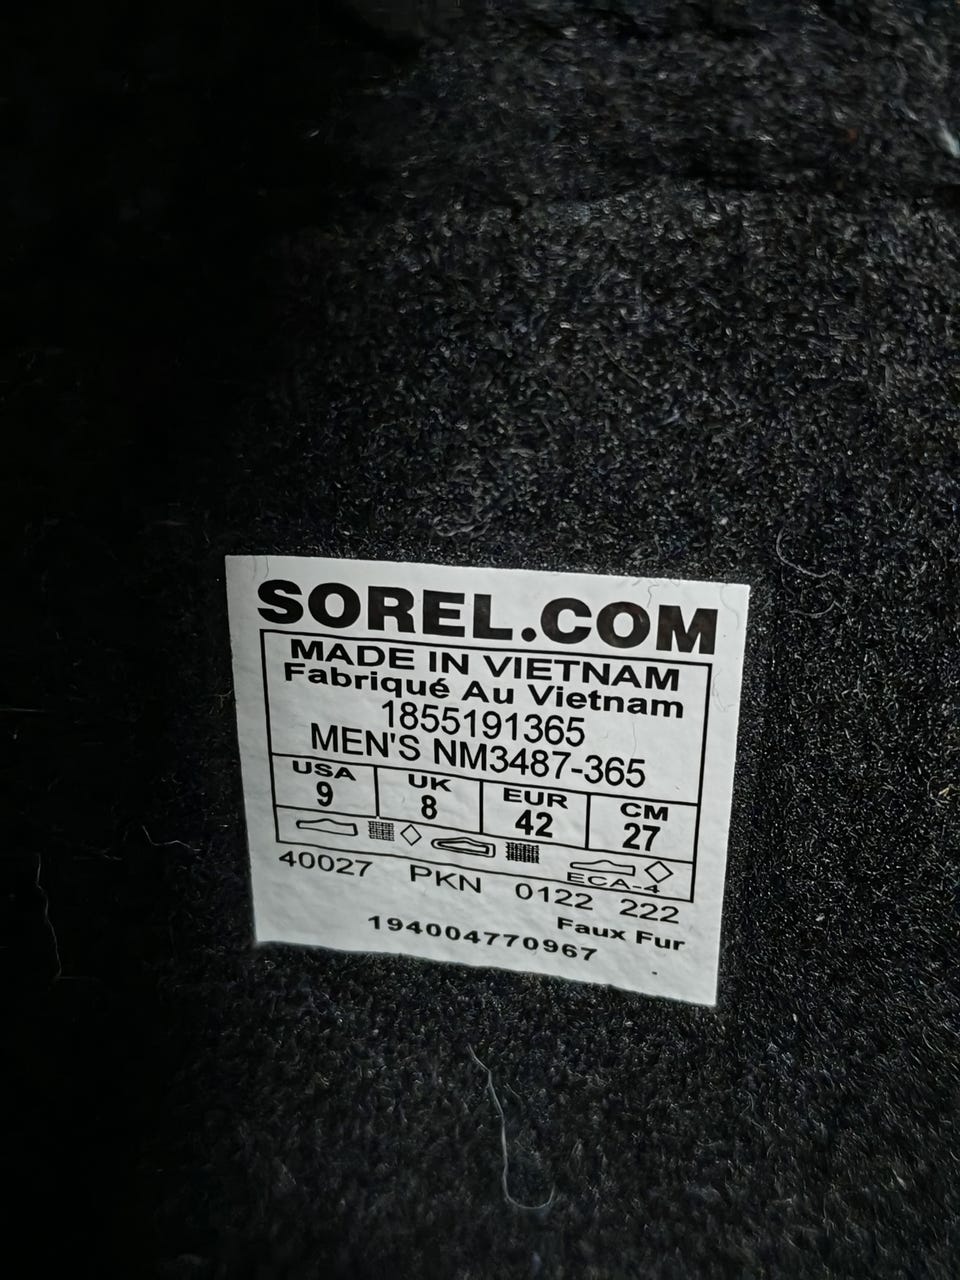 SOREL.COM
MADE IN VIETNAM
Fabriqué Au Vietnam
1855191365
MEN'S NM3487-365
USA UK EUR CM
9 8 42 27
ECA-4
40027 PKN 0122 222
Faux Fur
194004770967